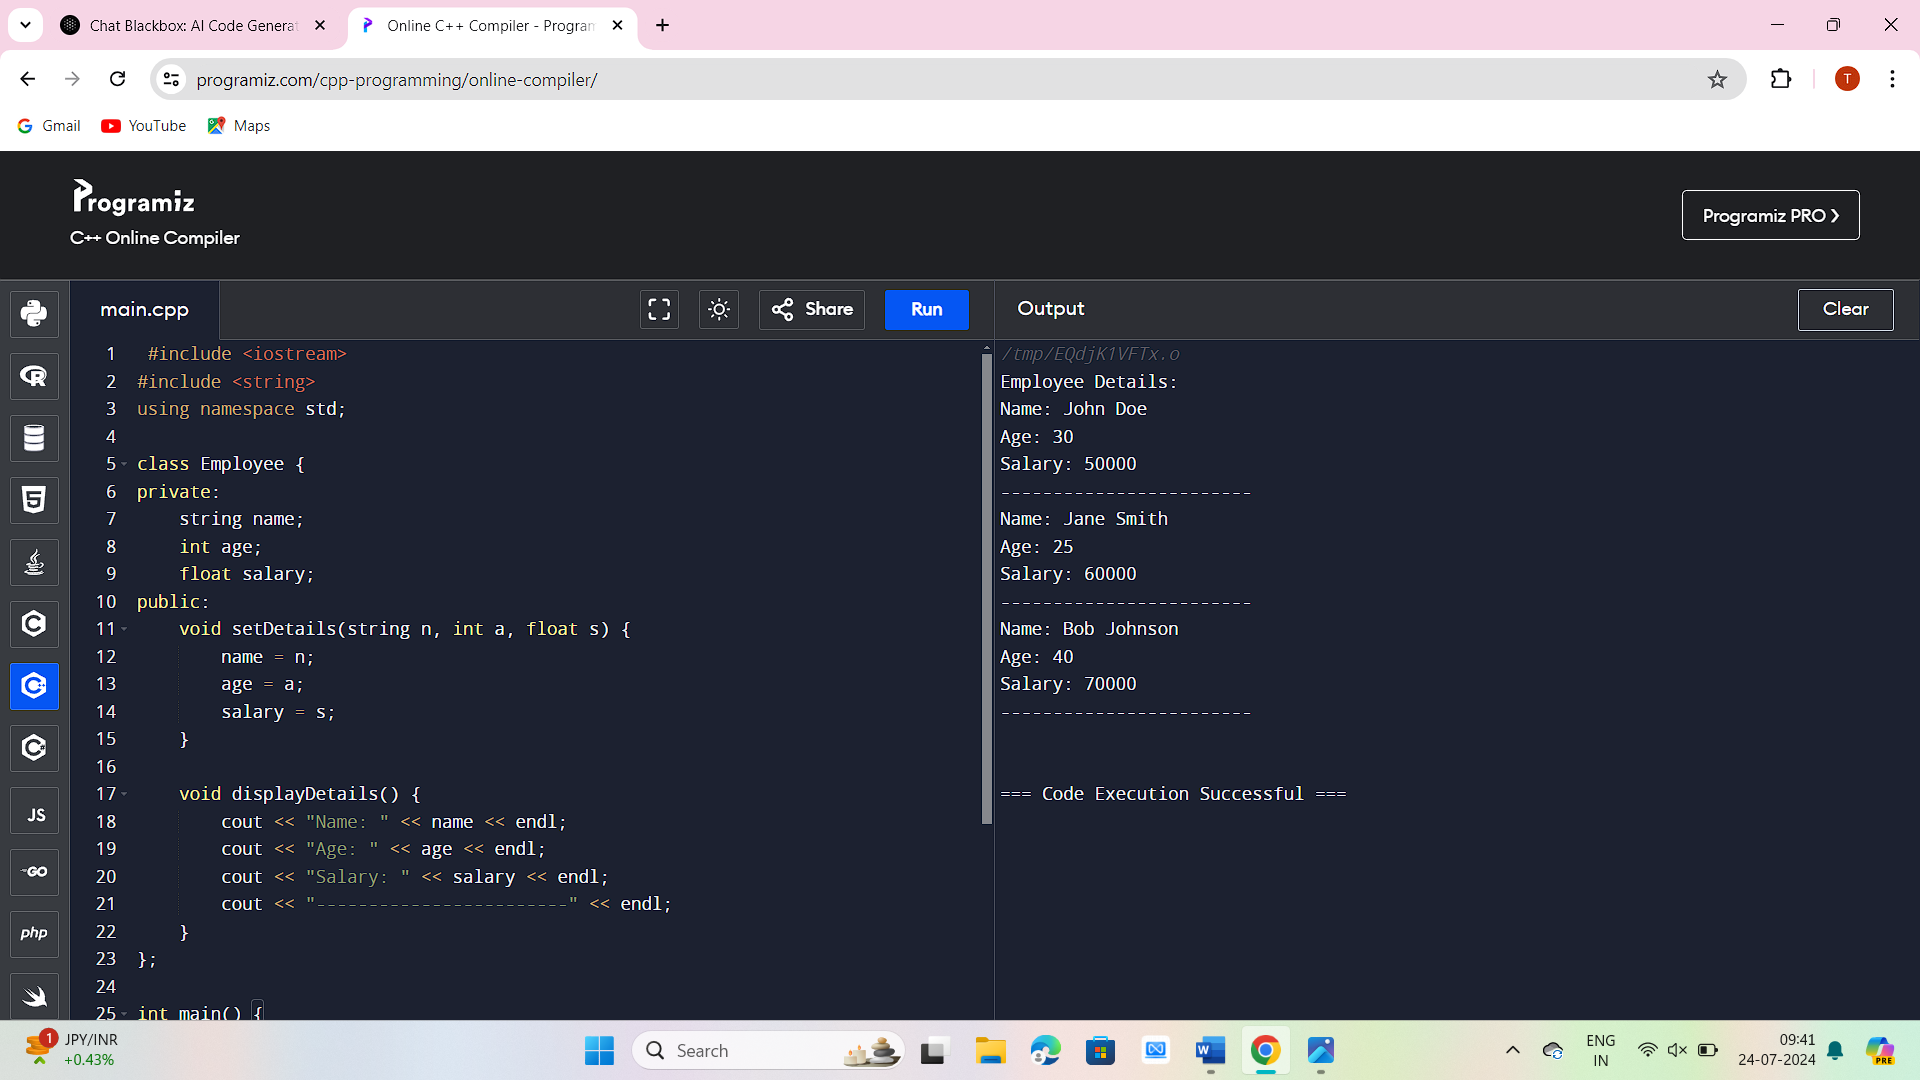 Chat Blackbox: AI Code Generat
Online C++ Compiler - Program
programiz.com/cpp-programming/online-compiler/
T
Gmail
YouTube
Maps
Programiz
C++ Online Compiler
Programiz PRO
main.cpp
Share
Run
Output
Clear
1 #include <iostream>
2 #include <string>
3 using namespace std;
4
5 class Employee {
6 private:
7 string name;
8 int age;
9 float salary;
10 public:
11 void setDetails(string n, int a, float s) {
12 name = n;
13 age = a;
14 salary = s;
15 }
16
17 void displayDetails() {
18 cout << "Name: " << name << endl;
19 cout << "Age: " << age << endl;
20 cout << "Salary: " << salary << endl;
21 cout << "------------------------" << endl;
22 }
23 };
24
25 int main() {
/tmp/EQdjK1VFTx.o
Employee Details:
Name: John Doe
Age: 30
Salary: 50000
------------------------
Name: Jane Smith
Age: 25
Salary: 60000
------------------------
Name: Bob Johnson
Age: 40
Salary: 70000
------------------------
=== Code Execution Successful ===
R
5
C
C++
C#
JS
GO
php
1
JPY/INR
+0.43%
Search
W
ENG
IN
09:41
24-07-2024
PRE